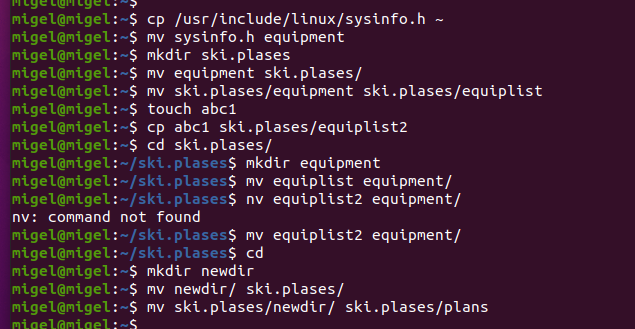 migel@migel:~$
migel@migel:~$ cp /usr/include/linux/sysinfo.h ~
migel@migel:~$ mv sysinfo.h equipment
migel@migel:~$ mkdir ski.plases
migel@migel:~$ mv equipment ski.plases/
migel@migel:~$ mv ski.plases/equipment ski.plases/equiplist
migel@migel:~$ touch abc1
migel@migel:~$ cp abc1 ski.plases/equiplist2
migel@migel:~$ cd ski.plases/
migel@migel:~/ski.plases$ mkdir equipment
migel@migel:~/ski.plases$ mv equiplist equipment/
migel@migel:~/ski.plases$ nv equiplist2 equipment/
nv: command not found
migel@migel:~/ski.plases$ mv equiplist2 equipment/
migel@migel:~/ski.plases$ cd
migel@migel:~$ mkdir newdir
migel@migel:~$ mv newdir/ ski.plases/
migel@migel:~$ mv ski.plases/newdir/ ski.plases/plans
migel@migel:~$